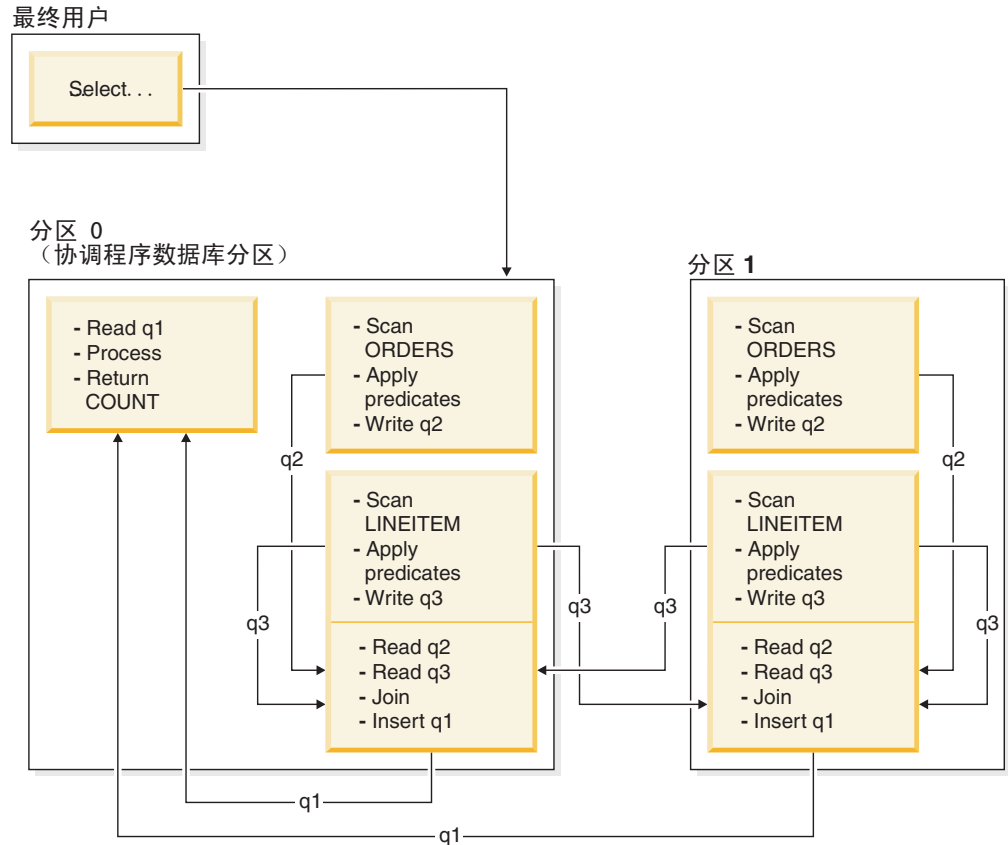 最终用户
Select. . .
分区 0
（协调程序数据库分区）
- Read q1
- Process
- Return
COUNT
- Scan
ORDERS
- Apply
predicates
- Write q2
q2
- Scan
LINEITEM
- Apply
predicates
- Write q3
q3
q3
- Read q2
- Read q3
- Join
- Insert q1
q1
分区 1
- Scan
ORDERS
- Apply
predicates
- Write q2
q2
- Scan
LINEITEM
- Apply
predicates
- Write q3
q3
q3
- Read q2
- Read q3
- Join
- Insert q1
q1